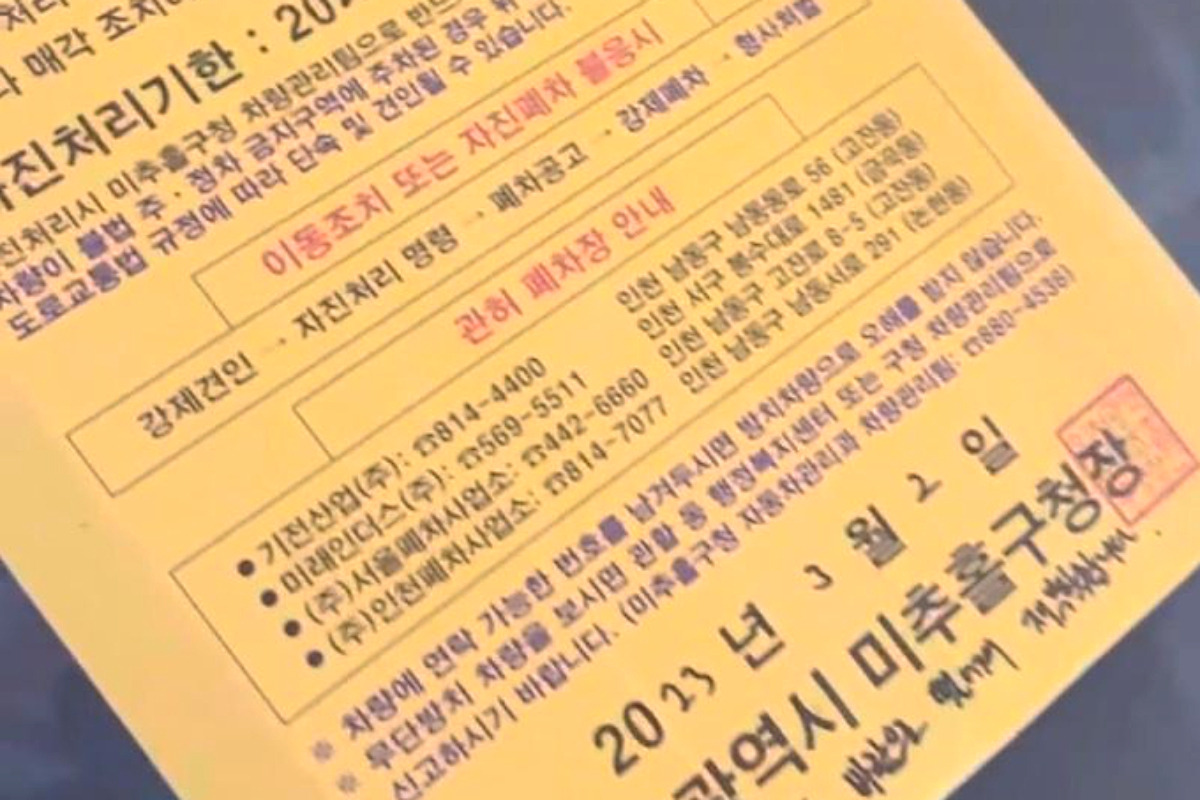 매각 조치하
자진처리기한 : 202
진처리시 미추홀구청 차량관리팀으로 반드
차량이 불법 주·정차 금지구역에 주차된 경우
도로교통법 규정에 따라 단속 및 견인될 수 있습니다.
이동조치 또는 자진폐차 불응시
강제견인 → 자진처리 명령 → 폐차공고 → 강제폐차 → 형사처벌
관허 폐차장 안내
● 기전산업(주): ☎814-4400 인천 남동구 남동동로 56 (고잔동)
● 미래인더스(주): ☎569-5511 인천 서구 봉수대로 1481 (금곡동)
● (주)서울폐차사업소: ☎442-6660 인천 남동구 고잔로 8-5 (고잔동)
● (주)인천폐차사업소: ☎814-7077 인천 남동구 남동서로 291 (논현동)
※ 차량에 연락 가능한 번호를 남겨두시면 방치차량으로 오해를 받지 않습니다.
※ 무단방치 차량을 보시면 관할 동 행정복지센터 또는 구청 차량관리팀으로
신고하시기 바랍니다. (미추홀구청 자동차관리과 차량관리팀: ☎880-4536)
2023 년 3 월 2 일
광역시 미추홀구청장